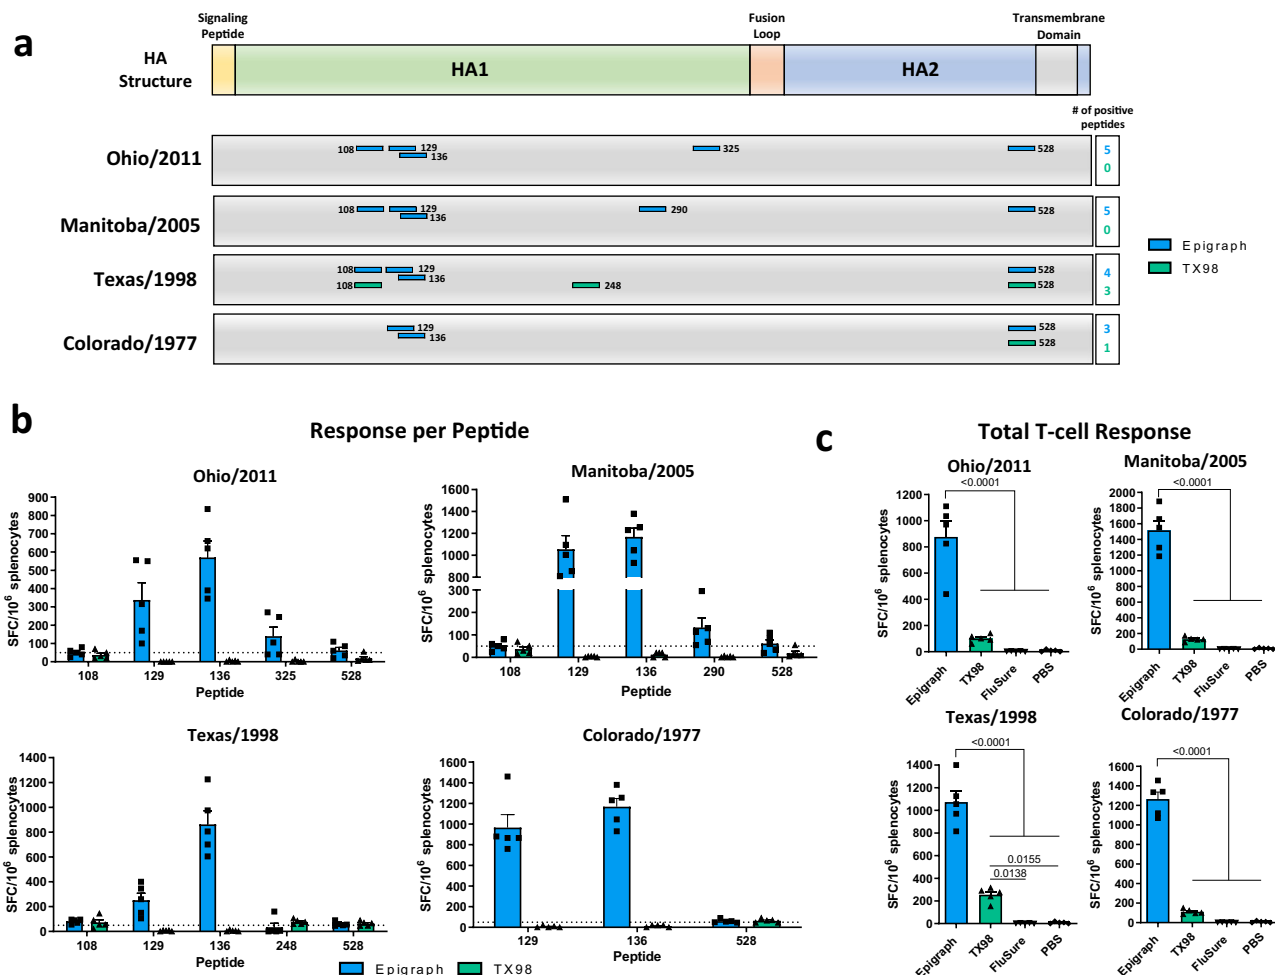 a
Signaling
Peptide
Fusion
Loop
Transmembrane
Domain
HA
Structure
HA1
HA2
# of positive
peptides
Ohio/2011
108
129
136
325
528
5
0
Manitoba/2005
108
129
136
290
528
5
0
Texas/1998
108
129
136
528
108
248
528
4
3
Colorado/1977
129
136
528
528
3
1
Epigraph
TX98
b
Response per Peptide
Ohio/2011
SFC/10⁶ splenocytes
900
800
700
600
500
400
300
200
100
0
108 129 136 325 528
Peptide
Manitoba/2005
SFC/10⁶ splenocytes
1600
1400
1200
1000
800
300
200
100
0
108 129 136 290 528
Peptide
Texas/1998
SFC/10⁶ splenocytes
1400
1200
1000
800
600
400
200
0
108 129 136 248 528
Peptide
Colorado/1977
SFC/10⁶ splenocytes
1600
1400
1200
1000
800
600
400
200
0
129 136 528
Peptide
Epigraph TX98
c
Total T-cell Response
Ohio/2011
<0.0001
SFC/10⁶ splenocytes
1200
1000
800
600
400
200
0
Epigraph TX98 FluSure PBS
Manitoba/2005
<0.0001
SFC/10⁶ splenocytes
2000
1800
1600
1400
1200
1000
800
600
400
200
0
Epigraph TX98 FluSure PBS
Texas/1998
<0.0001
0.0155
0.0138
SFC/10⁶ splenocytes
1400
1200
1000
800
600
400
200
0
Epigraph TX98 FluSure PBS
Colorado/1977
<0.0001
SFC/10⁶ splenocytes
1600
1400
1200
1000
800
600
400
200
0
Epigraph TX98 FluSure PBS